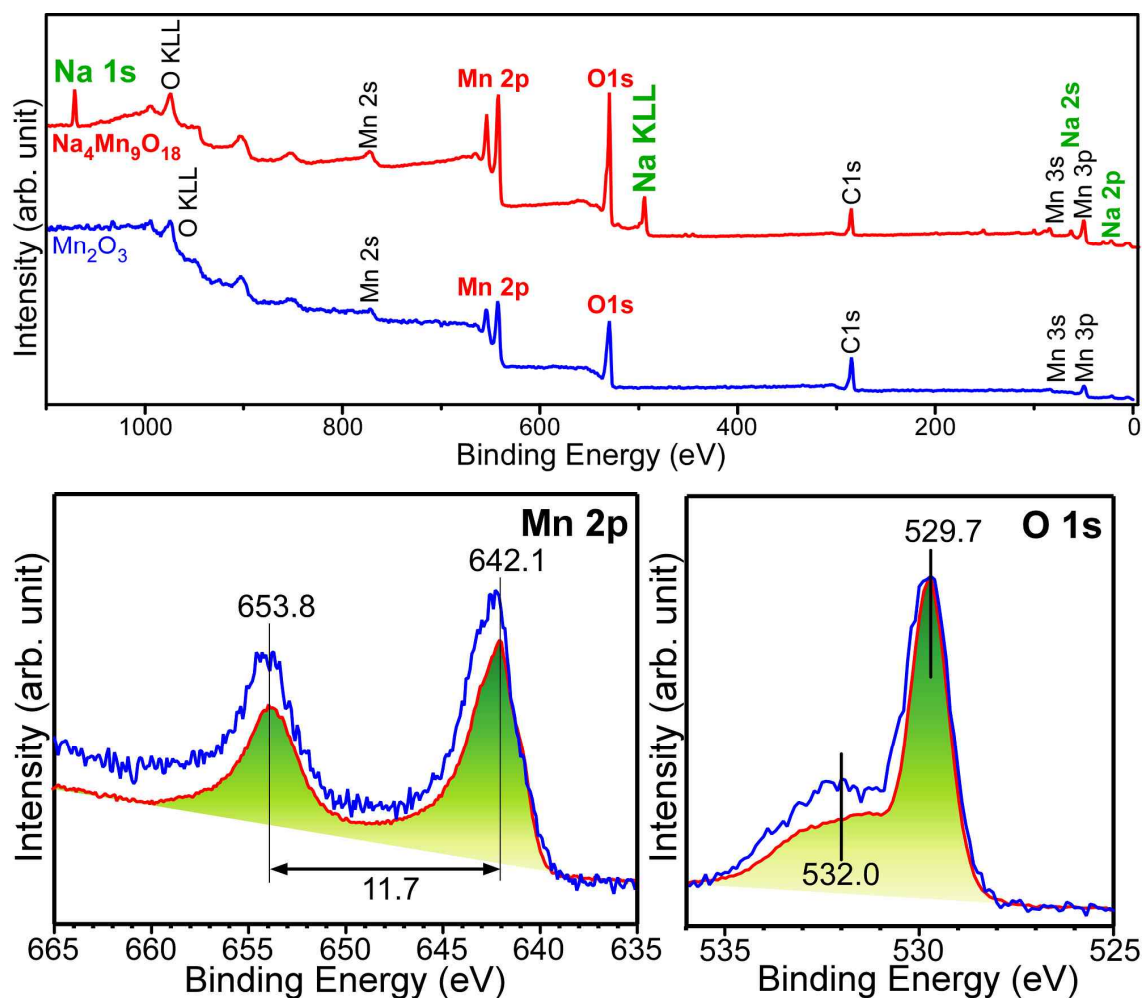 Intensity (arb. unit)
Na 1s
O KLL
Na₄Mn₉O₁₈
Mn 2s
Mn 2p
O1s
Na KLL
C1s
Mn 3s
Na 2s
Mn 3p
Na 2p
O KLL
Mn₂O₃
Mn 2s
Mn 2p
O1s
C1s
Mn 3s
Mn 3p
1000 800 600 400 200 0
Binding Energy (eV)
Mn 2p
642.1
653.8
11.7
Intensity (arb. unit)
665 660 655 650 645 640 635
Binding Energy (eV)
O 1s
529.7
532.0
Intensity (arb. unit)
535 530 525
Binding Energy (eV)